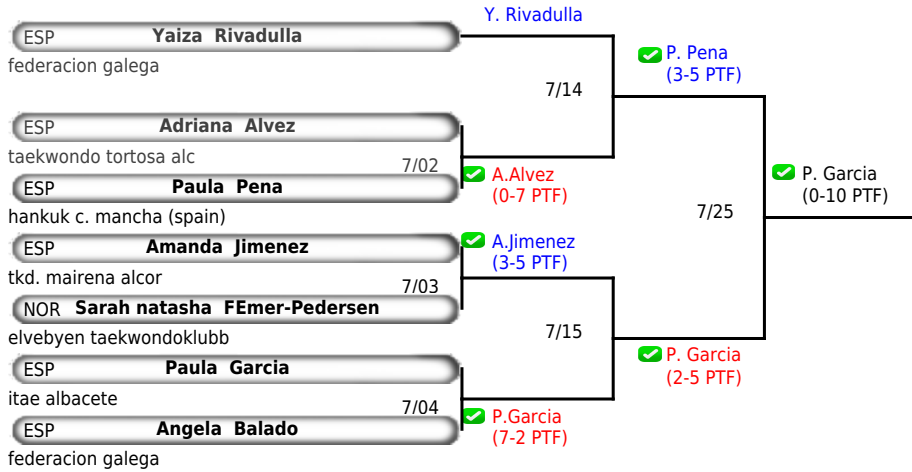 Y. Rivadulla
ESP Yaiza Rivadulla
federacion galega
P. Pena
(3-5 PTF)
7/14
ESP Adriana Alvez
taekwondo tortosa alc
7/02
A.Alvez
(0-7 PTF)
ESP Paula Pena
hankuk c. mancha (spain)
P. Garcia
(0-10 PTF)
7/25
ESP Amanda Jimenez
tkd. mairena alcor
A.Jimenez
(3-5 PTF)
7/03
NOR Sarah natasha FEmer-Pedersen
elvebyen taekwondoklubb
7/15
ESP Paula Garcia
itae albacete
P. Garcia
(2-5 PTF)
7/04
P.Garcia
(7-2 PTF)
ESP Angela Balado
federacion galega